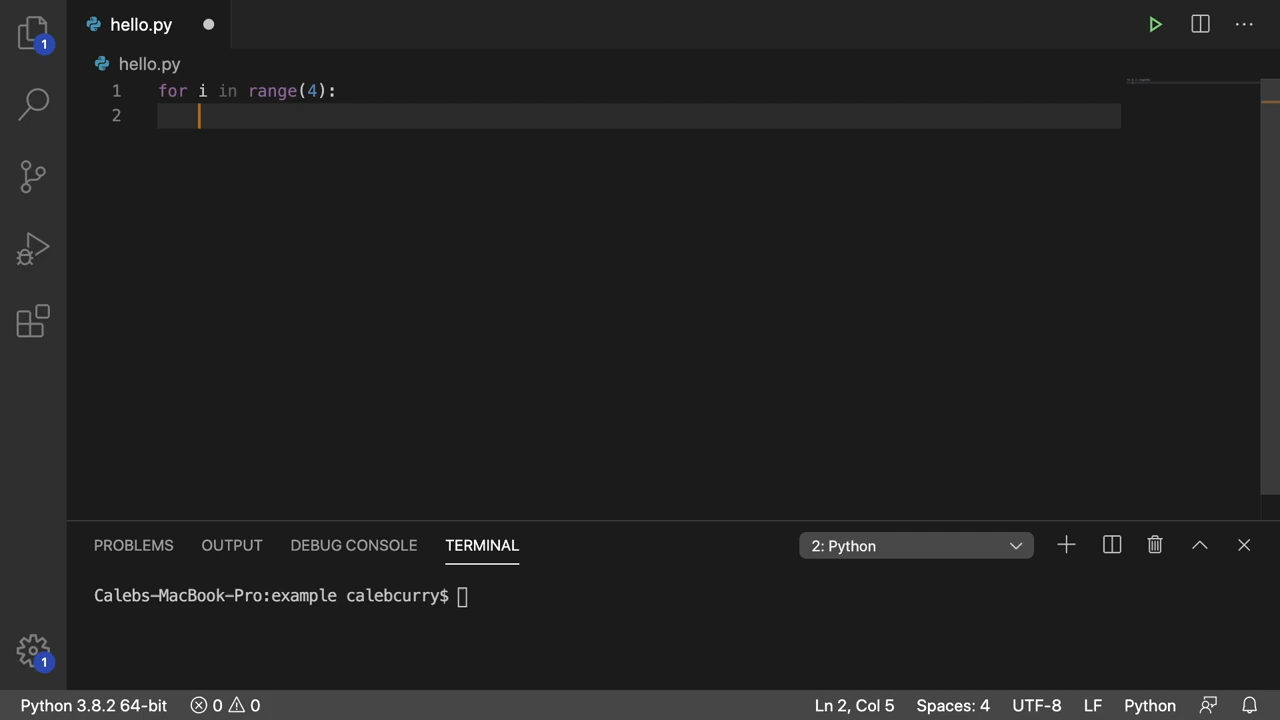 1
hello.py
hello.py
1 for i in range(4):
2
PROBLEMS OUTPUT DEBUG CONSOLE TERMINAL 2: Python
Calebs-MacBook-Pro:example calebcurry$
1
Python 3.8.2 64-bit 0 0 Ln 2, Col 5 Spaces: 4 UTF-8 LF Python